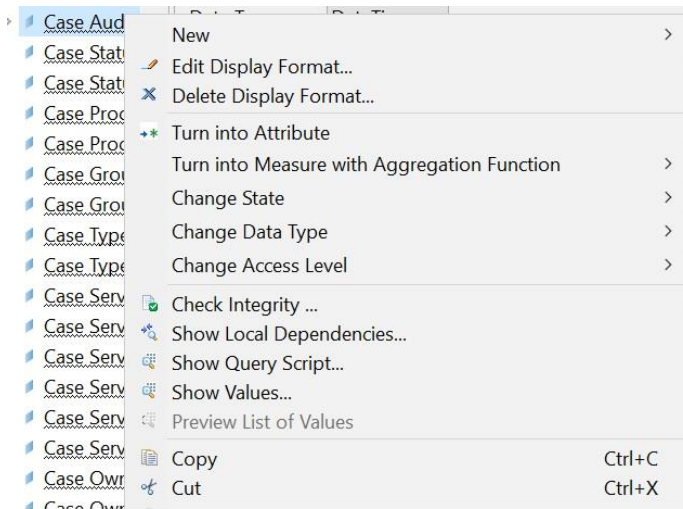 Case Aud
Case Stat
Case Stat
Case Proc
Case Proc
Case Grou
Case Grou
Case Type
Case Type
Case Serv
Case Serv
Case Serv
Case Serv
Case Serv
Case Serv
Case Owr
New
Edit Display Format...
Delete Display Format...
Turn into Attribute
Turn into Measure with Aggregation Function
Change State
Change Data Type
Change Access Level
Check Integrity ...
Show Local Dependencies...
Show Query Script...
Show Values...
Preview List of Values
Copy Ctrl+C
Cut Ctrl+X